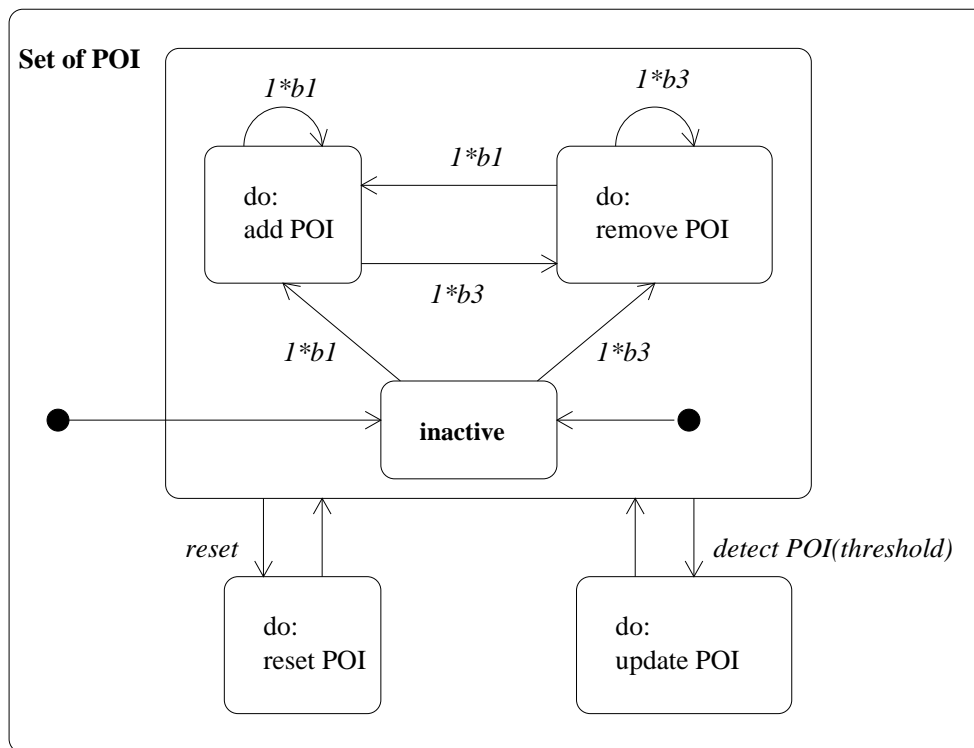 Set of POI
1*b1
1*b3
1*b1
do:
add POI
do:
remove POI
1*b3
1*b1
1*b3
inactive
reset
detect POI(threshold)
do:
reset POI
do:
update POI